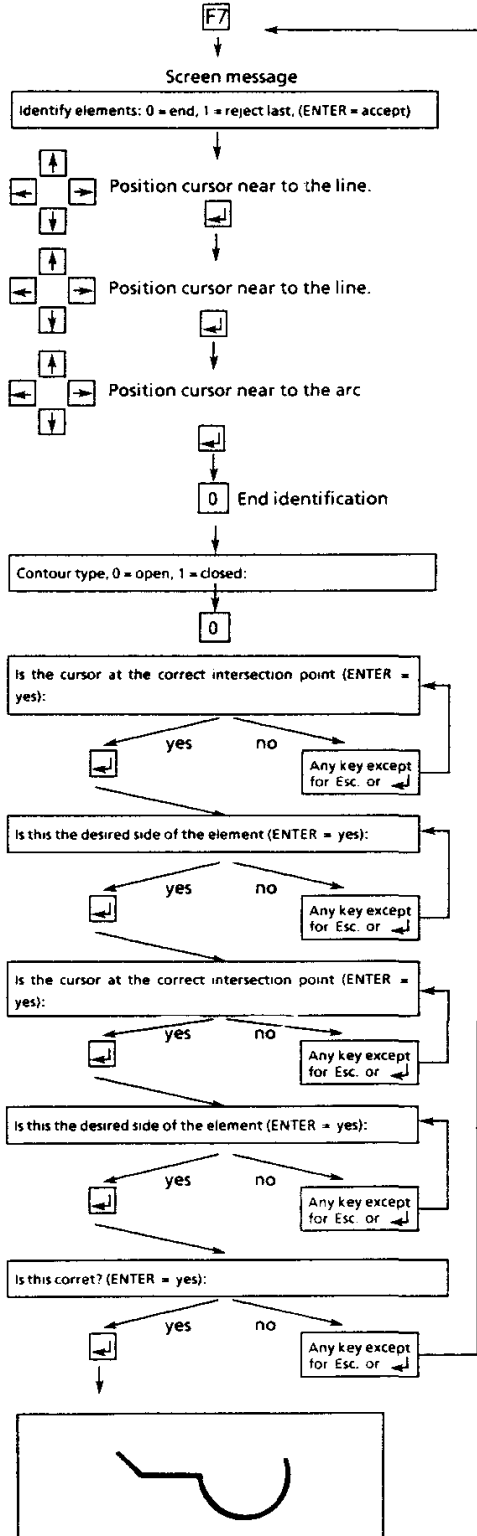 F7
Screen message
Identify elements: 0 = end, 1 = reject last, (ENTER = accept)
Position cursor near to the line.
Position cursor near to the line.
Position cursor near to the arc
0 End identification
Contour type, 0 = open, 1 = closed:
0
Is the cursor at the correct intersection point (ENTER =
yes):
yes no
Any key except
for Esc. or
Is this the desired side of the element (ENTER = yes):
yes no
Any key except
for Esc. or
Is the cursor at the correct intersection point (ENTER =
yes):
yes no
Any key except
for Esc. or
Is this the desired side of the element (ENTER = yes):
yes no
Any key except
for Esc. or
Is this corret? (ENTER = yes):
yes no
Any key except
for Esc. or